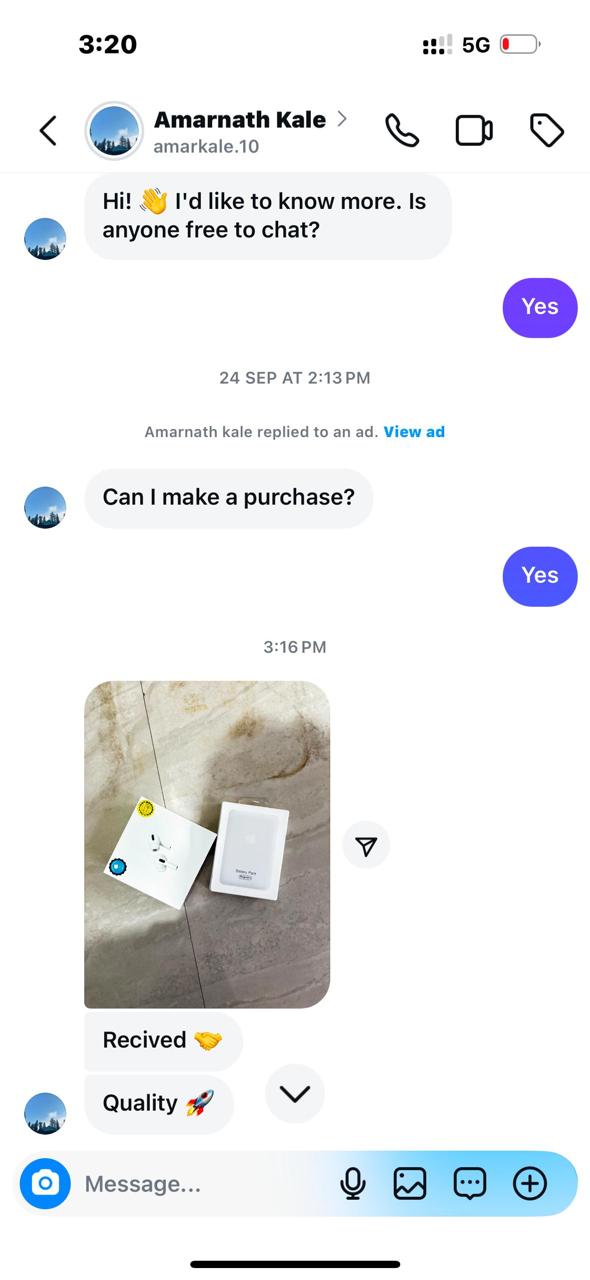 3:20
5G
Amarnath Kale
amarkale.10
Hi! 👋 I'd like to know more. Is
anyone free to chat?
Yes
24 SEP AT 2:13 PM
Amarnath kale replied to an ad. View ad
Can I make a purchase?
Yes
3:16 PM
Battery Pack
Recived 🤝
Quality 🚀
Message...